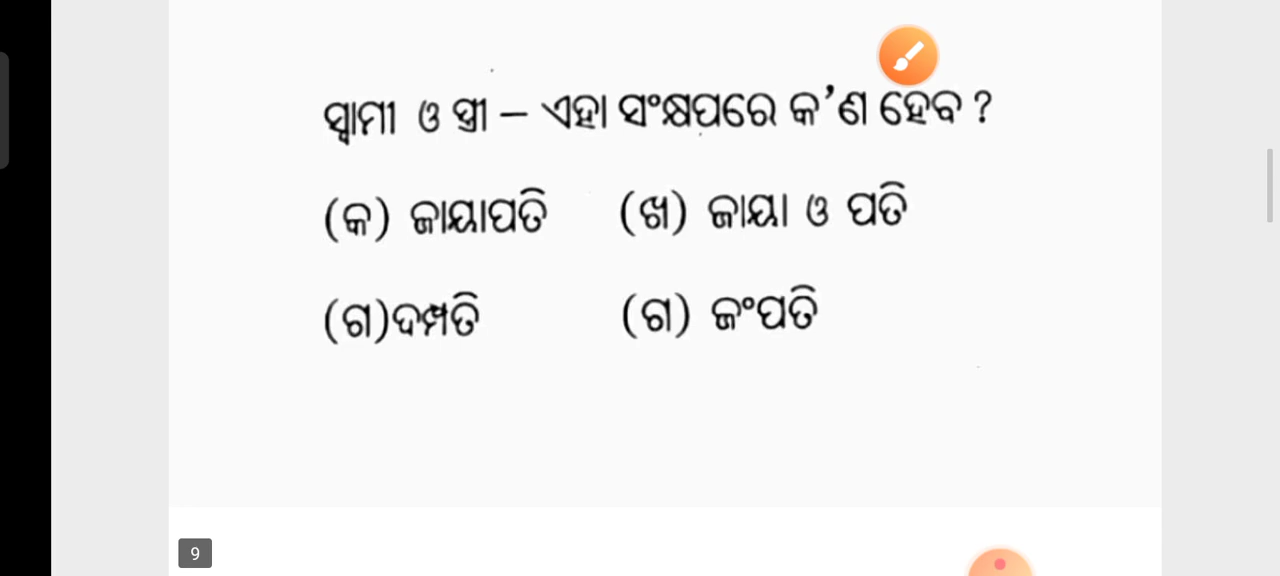 ସ୍ୱାମୀ ଓ ସ୍ତ୍ରୀ – ଏହା ସଂକ୍ଷପରେ କ’ଣ ହେବ ?
(କ) ଜାୟାପତି (ଖ) ଜାୟା ଓ ପତି
(ଗ)ଦମ୍ପତି (ଗ) ଜଂପତି
9